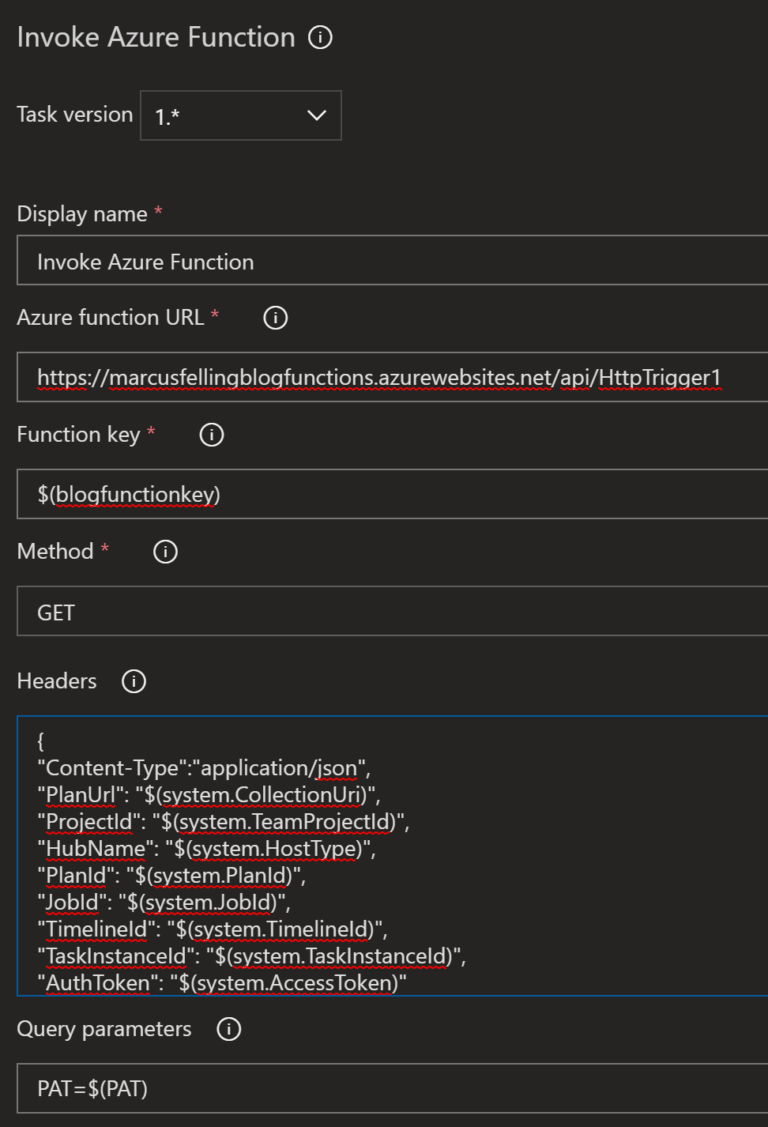 Invoke Azure Function
Task version 1.*
Display name *
Invoke Azure Function
Azure function URL *
https://marcusfellingblogfunctions.azurewebsites.net/api/HttpTrigger1
Function key *
$(blogfunctionkey)
Method *
GET
Headers
{
"Content-Type":"application/json",
"PlanUrl": "$(system.CollectionUri)",
"ProjectId": "$(system.TeamProjectId)",
"HubName": "$(system.HostType)",
"PlanId": "$(system.PlanId)",
"JobId": "$(system.JobId)",
"TimelineId": "$(system.TimelineId)",
"TaskInstanceId": "$(system.TaskInstanceId)",
"AuthToken": "$(system.AccessToken)"
Query parameters
PAT=$(PAT)